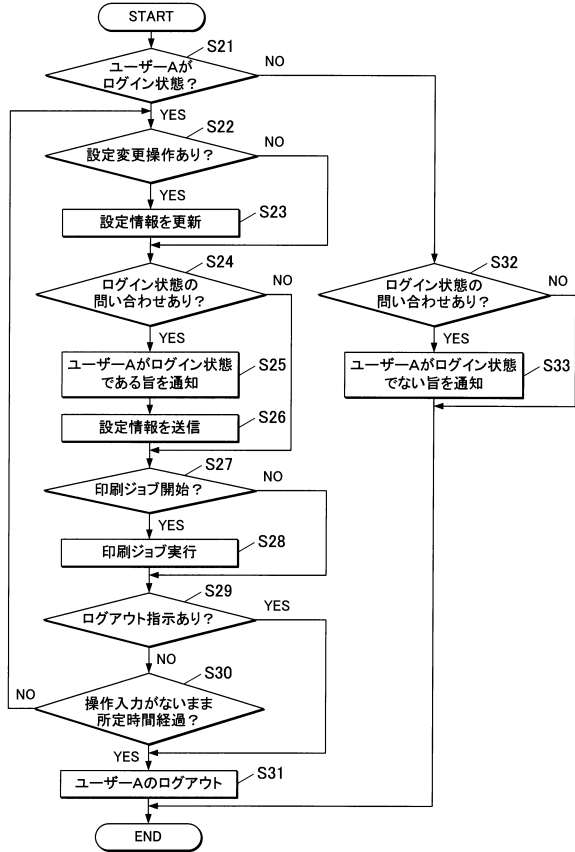 START
S21
ユーザーAが
ログイン状態？
NO
YES
S22
設定変更操作あり？
NO
YES
設定情報を更新
S23
S24
ログイン状態の
問い合わせあり？
NO
YES
ユーザーAがログイン状態
である旨を通知
S25
設定情報を送信
S26
S27
印刷ジョブ開始？
NO
YES
印刷ジョブ実行
S28
S29
ログアウト指示あり？
YES
NO
S30
操作入力がないまま
所定時間経過？
NO
YES
ユーザーAのログアウト
S31
END
S32
ログイン状態の
問い合わせあり？
NO
YES
ユーザーAがログイン状態
でない旨を通知
S33